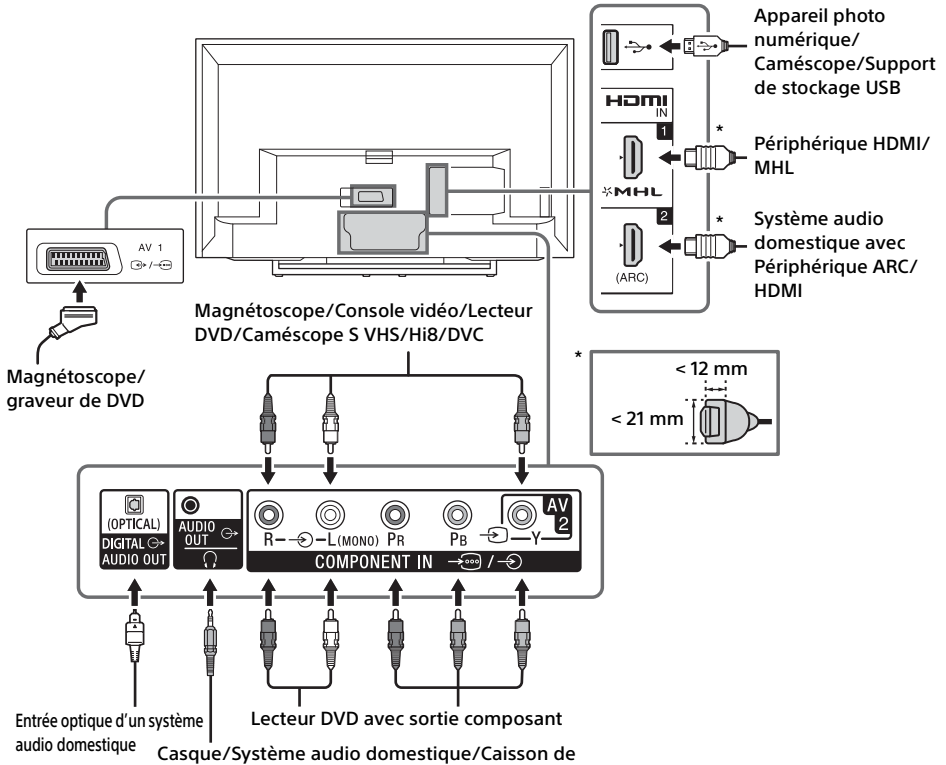 Appareil photo
numérique/
Caméscope/Support
de stockage USB
HDMI
IN
1
*
Périphérique HDMI/
MHL
MHL
2
*
Système audio
domestique avec
Périphérique ARC/
HDMI
(ARC)
AV 1
Magnétoscope/
graveur de DVD
Magnétoscope/Console vidéo/Lecteur
DVD/Caméscope S VHS/Hi8/DVC
*
< 12 mm
< 21 mm
(OPTICAL)
DIGITAL
AUDIO OUT
AUDIO
OUT
R
L(MONO)
PR
PB
Y
AV
2
COMPONENT IN
/
Entrée optique d'un système
audio domestique
Lecteur DVD avec sortie composant
Casque/Système audio domestique/Caisson de